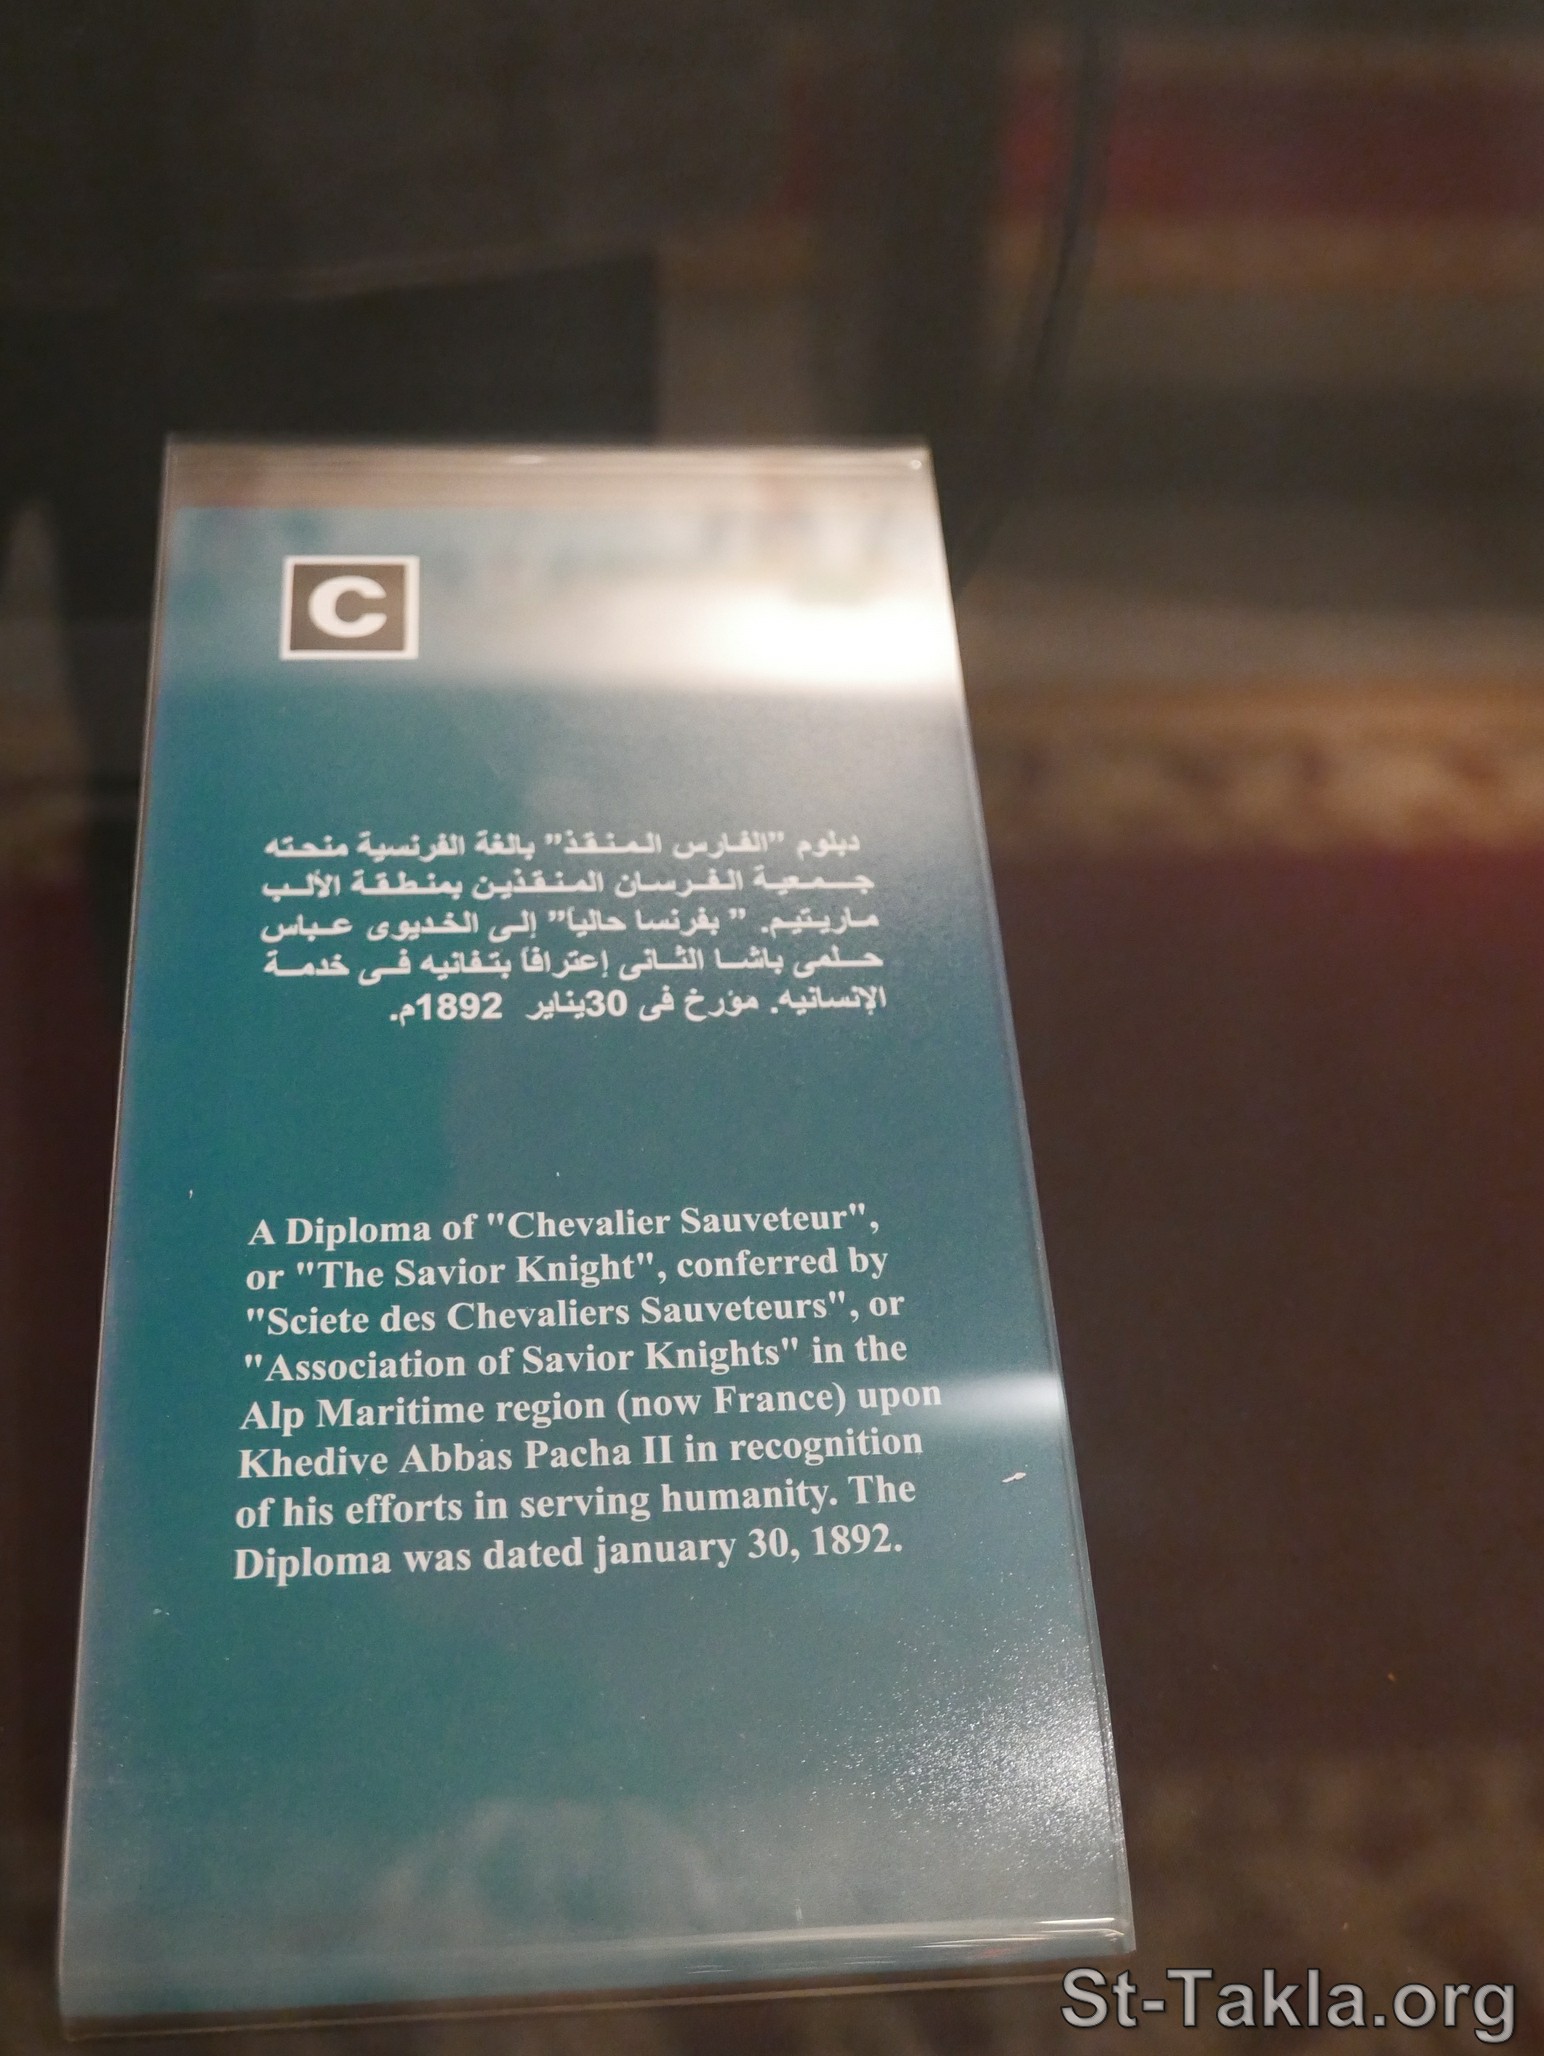 C
دبلوم "الفارس المنقذ" بالغة الفرنسية منحته
جمعية الفرسان المنقذين بمنطقة الألب
ماريتيم. " بفرنسا حالياً" إلى الخديوى عباس
حلمى باشا الثانى إعترافاً بتفانيه فى خدمة
الإنسانيه. مؤرخ فى 30يناير 1892م.
A Diploma of "Chevalier Sauveteur",
or "The Savior Knight", conferred by
"Sciete des Chevaliers Sauveteurs", or
"Association of Savior Knights" in the
Alp Maritime region (now France) upon
Khedive Abbas Pacha II in recognition
of his efforts in serving humanity. The
Diploma was dated january 30, 1892.
St-Takla.org